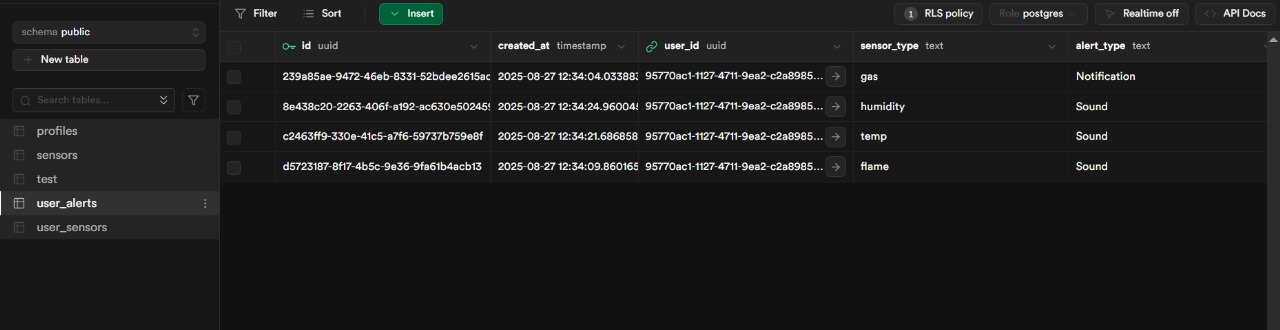 schema public
New table
Search tables...
profiles
sensors
test
user_alerts
user_sensors
Filter Sort Insert 1 RLS policy Role postgres Realtime off API Docs
id uuid created_at timestamp user_id uuid sensor_type text alert_type text
239a85ae-9472-46eb-8331-52bdee2615ac 2025-08-27 12:34:04.033883 95770ac1-1127-4711-9ea2-c2a8985... gas Notification
8e438c20-2263-406f-a192-ac630e502459 2025-08-27 12:34:24.960045 95770ac1-1127-4711-9ea2-c2a8985... humidity Sound
c2463ff9-330e-41c5-a7f6-59737b759e8f 2025-08-27 12:34:21.686858 95770ac1-1127-4711-9ea2-c2a8985... temp Sound
d5723187-8f17-4b5c-9e36-9fa61b4acb13 2025-08-27 12:34:09.860165 95770ac1-1127-4711-9ea2-c2a8985... flame Sound